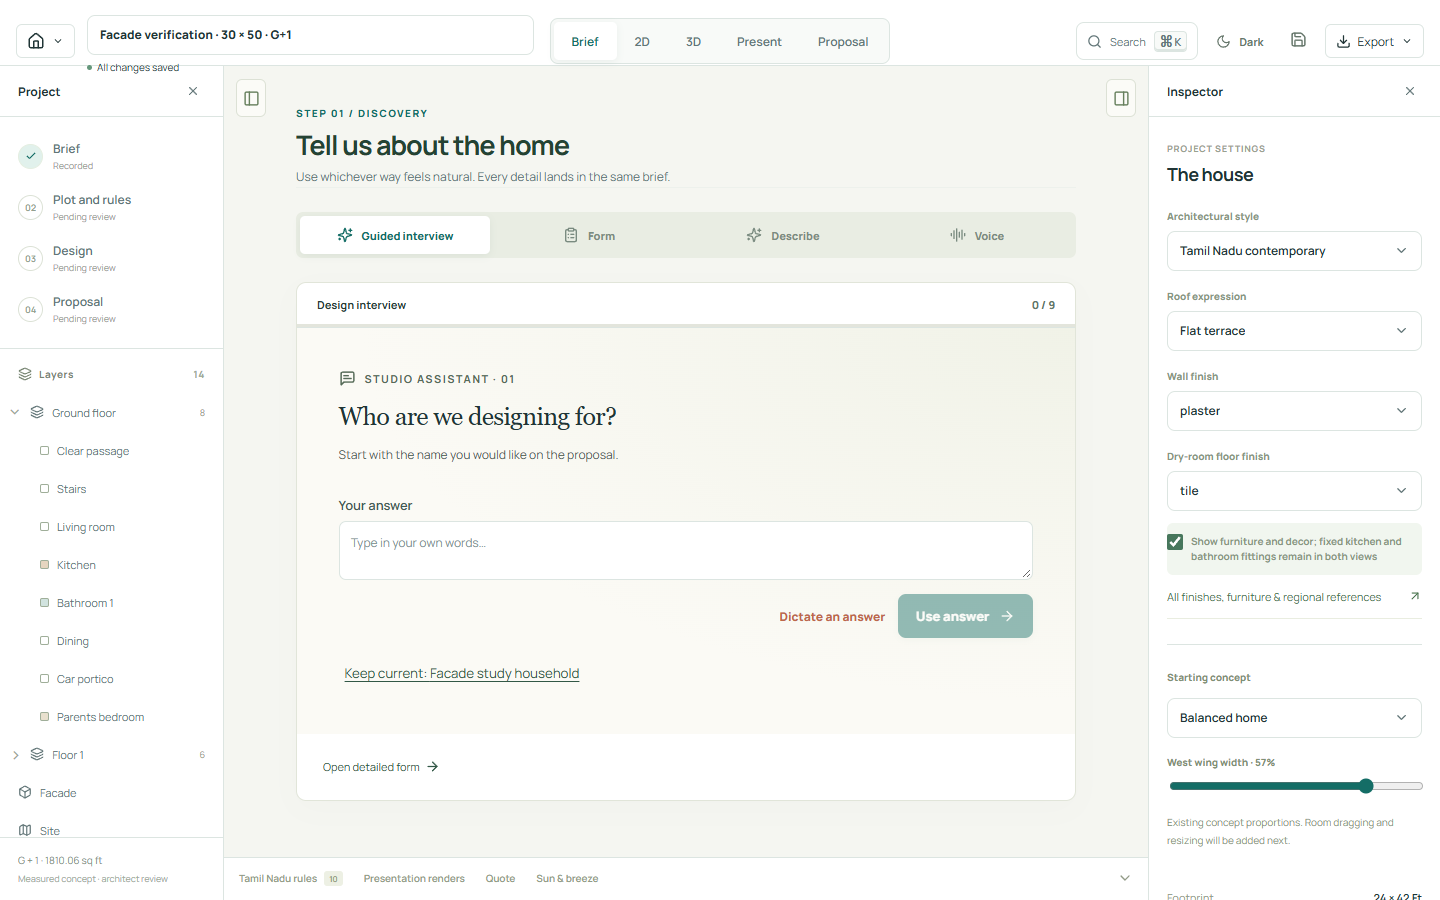 Facade verification · 30 × 50 · G+1
All changes saved
Brief
2D
3D
Present
Proposal
Search ⌘K
Dark
Export
Project
Brief
Recorded
02
Plot and rules
Pending review
03
Design
Pending review
04
Proposal
Pending review
Layers 14
Ground floor 8
Clear passage
Stairs
Living room
Kitchen
Bathroom 1
Dining
Car portico
Parents bedroom
Floor 1 6
Facade
Site
G + 1 · 1810.06 sq ft
Measured concept · architect review
STEP 01 / DISCOVERY
Tell us about the home
Use whichever way feels natural. Every detail lands in the same brief.
Guided interview
Form
Describe
Voice
Design interview 0 / 9
STUDIO ASSISTANT · 01
Who are we designing for?
Start with the name you would like on the proposal.
Your answer
Type in your own words...
Dictate an answer
Use answer
Keep current: Facade study household
Open detailed form
Tamil Nadu rules 10
Presentation renders
Quote
Sun & breeze
Inspector
PROJECT SETTINGS
The house
Architectural style
Tamil Nadu contemporary
Roof expression
Flat terrace
Wall finish
plaster
Dry-room floor finish
tile
Show furniture and decor; fixed kitchen and
bathroom fittings remain in both views
All finishes, furniture & regional references
Starting concept
Balanced home
West wing width · 57%
Existing concept proportions. Room dragging and
resizing will be added next.
Footprint 24 × 42 Ft